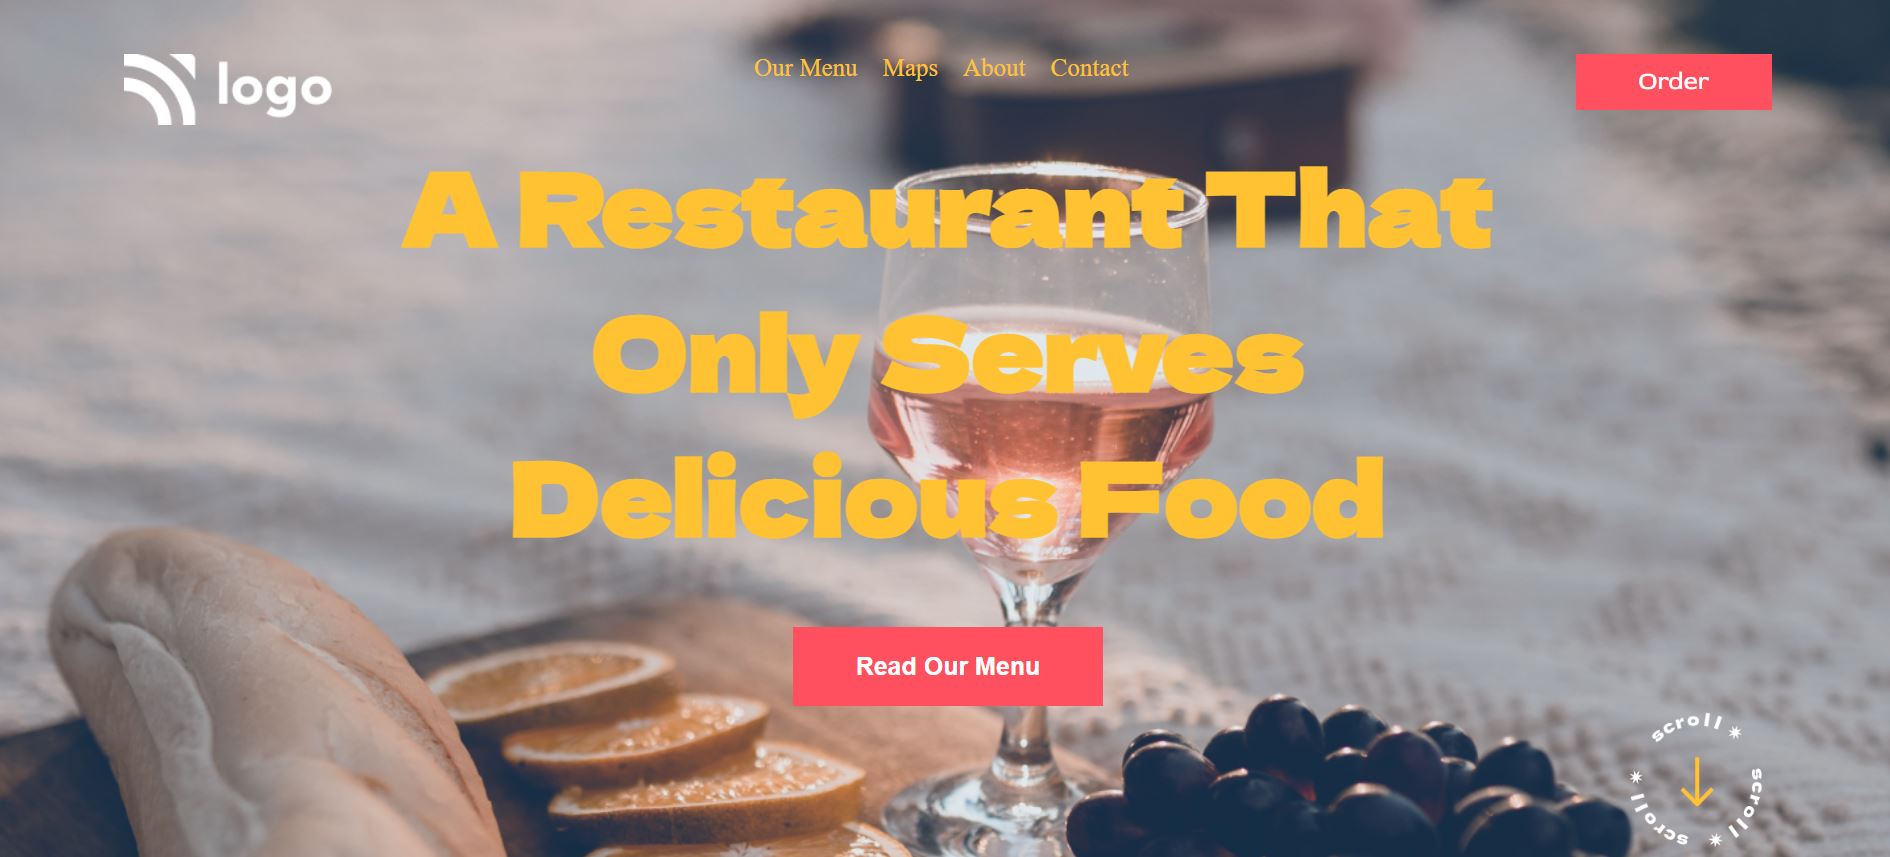 logo
Our Menu Maps About Contact
Order
A Restaurant That
Only Serves
Delicious Food
Read Our Menu
scroll * scroll * scroll *